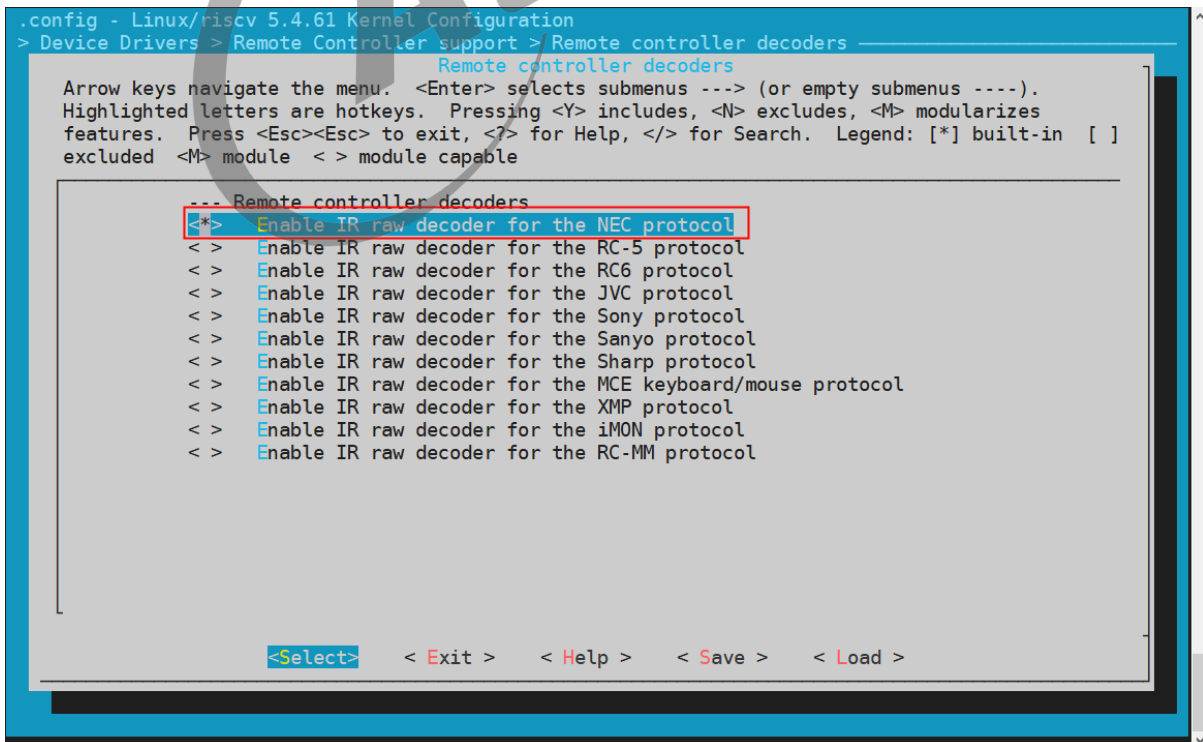 .config - Linux/riscv 5.4.61 Kernel Configuration
> Device Drivers > Remote Controller support > Remote controller decoders
Remote controller decoders
Arrow keys navigate the menu.  <Enter> selects submenus ---> (or empty submenus ----).
Highlighted letters are hotkeys.  Pressing <Y> includes, <N> excludes, <M> modularizes
features.  Press <Esc><Esc> to exit, <?> for Help, </> for Search.  Legend: [*] built-in  [ ]
excluded  <M> module  < > module capable
--- Remote controller decoders
<*>   Enable IR raw decoder for the NEC protocol
< >   Enable IR raw decoder for the RC-5 protocol
< >   Enable IR raw decoder for the RC6 protocol
< >   Enable IR raw decoder for the JVC protocol
< >   Enable IR raw decoder for the Sony protocol
< >   Enable IR raw decoder for the Sanyo protocol
< >   Enable IR raw decoder for the Sharp protocol
< >   Enable IR raw decoder for the MCE keyboard/mouse protocol
< >   Enable IR raw decoder for the XMP protocol
< >   Enable IR raw decoder for the iMON protocol
< >   Enable IR raw decoder for the RC-MM protocol
<Select>    < Exit >    < Help >    < Save >    < Load >